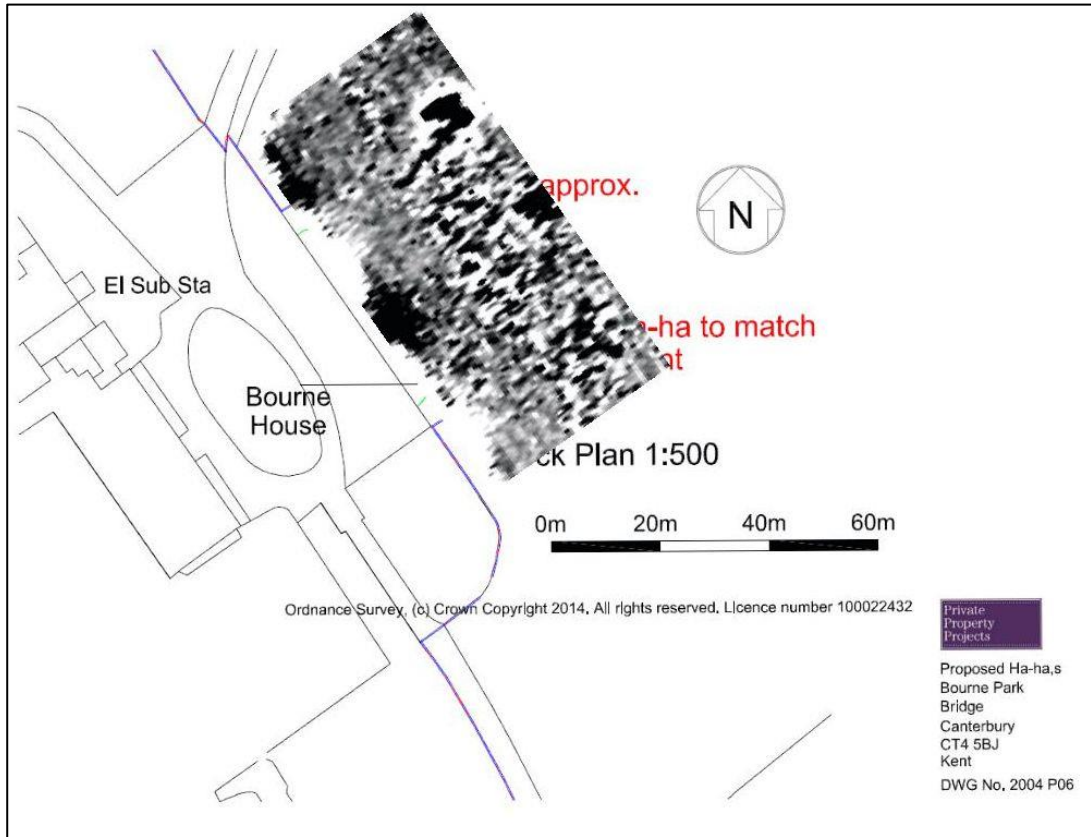 approx.
N
El Sub Sta
-ha to match
Bourne
House
ck Plan 1:500
0m 20m 40m 60m
Ordnance Survey, (c) Crown Copyright 2014. All rights reserved. Licence number 100022432
Private
Property
Projects
Proposed Ha-ha,s
Bourne Park
Bridge
Canterbury
CT4 5BJ
Kent
DWG No. 2004 P06